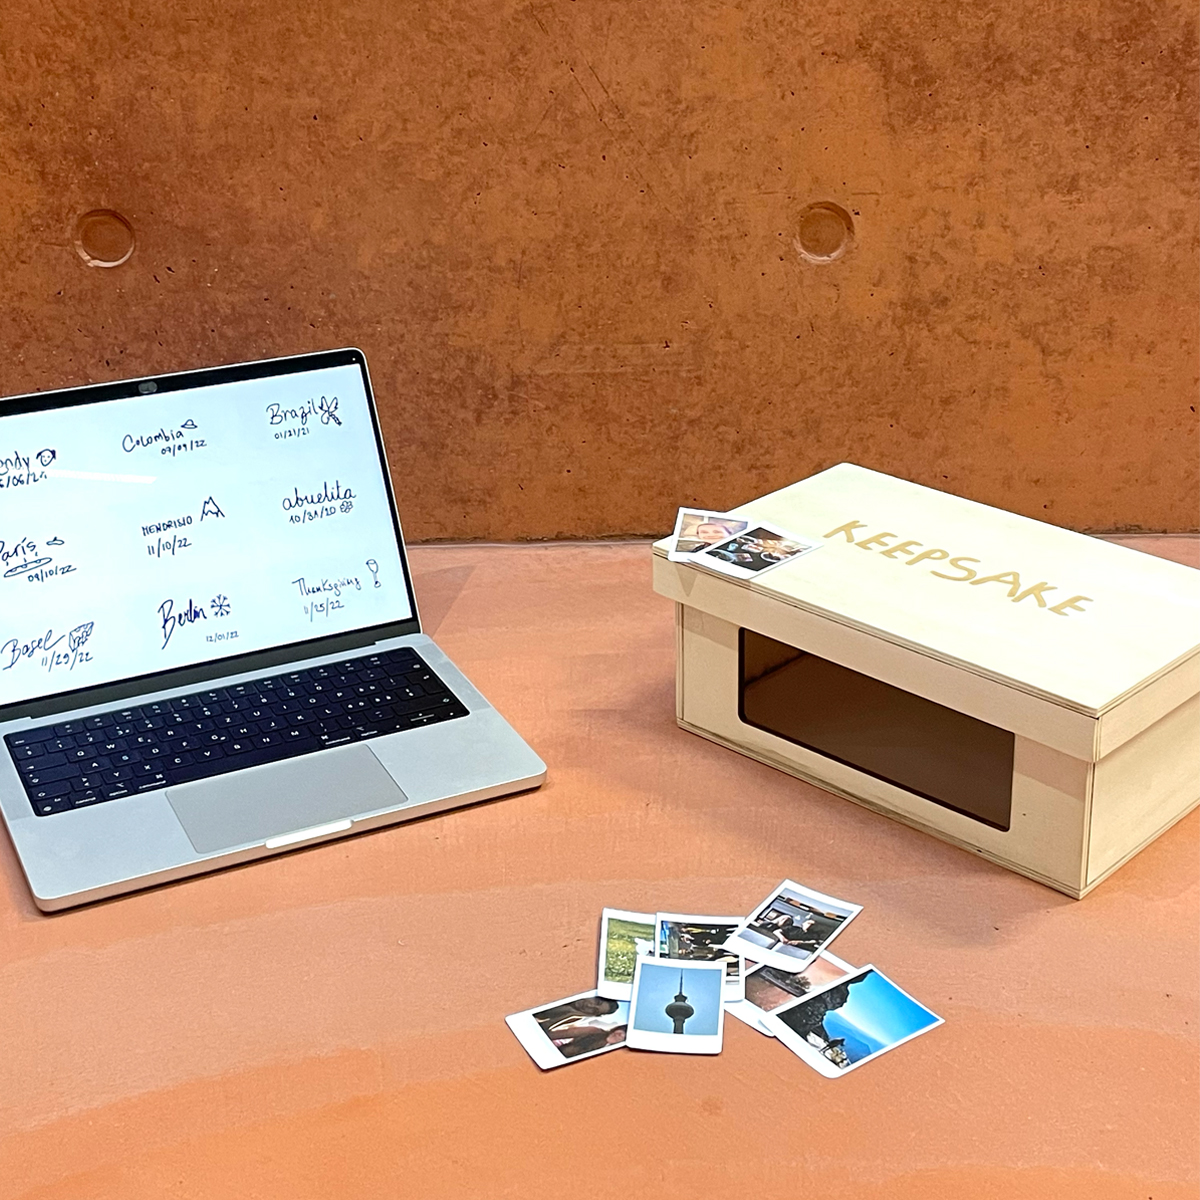 Colombia
09/09/22
Brazil
01/21/21
MENDRISIO
11/10/22
abuelita
10/31/20
París
09/10/22
Basel
11/29/22
Berlin
12/01/22
Thanksgiving
11/25/22
KEEPSAKE